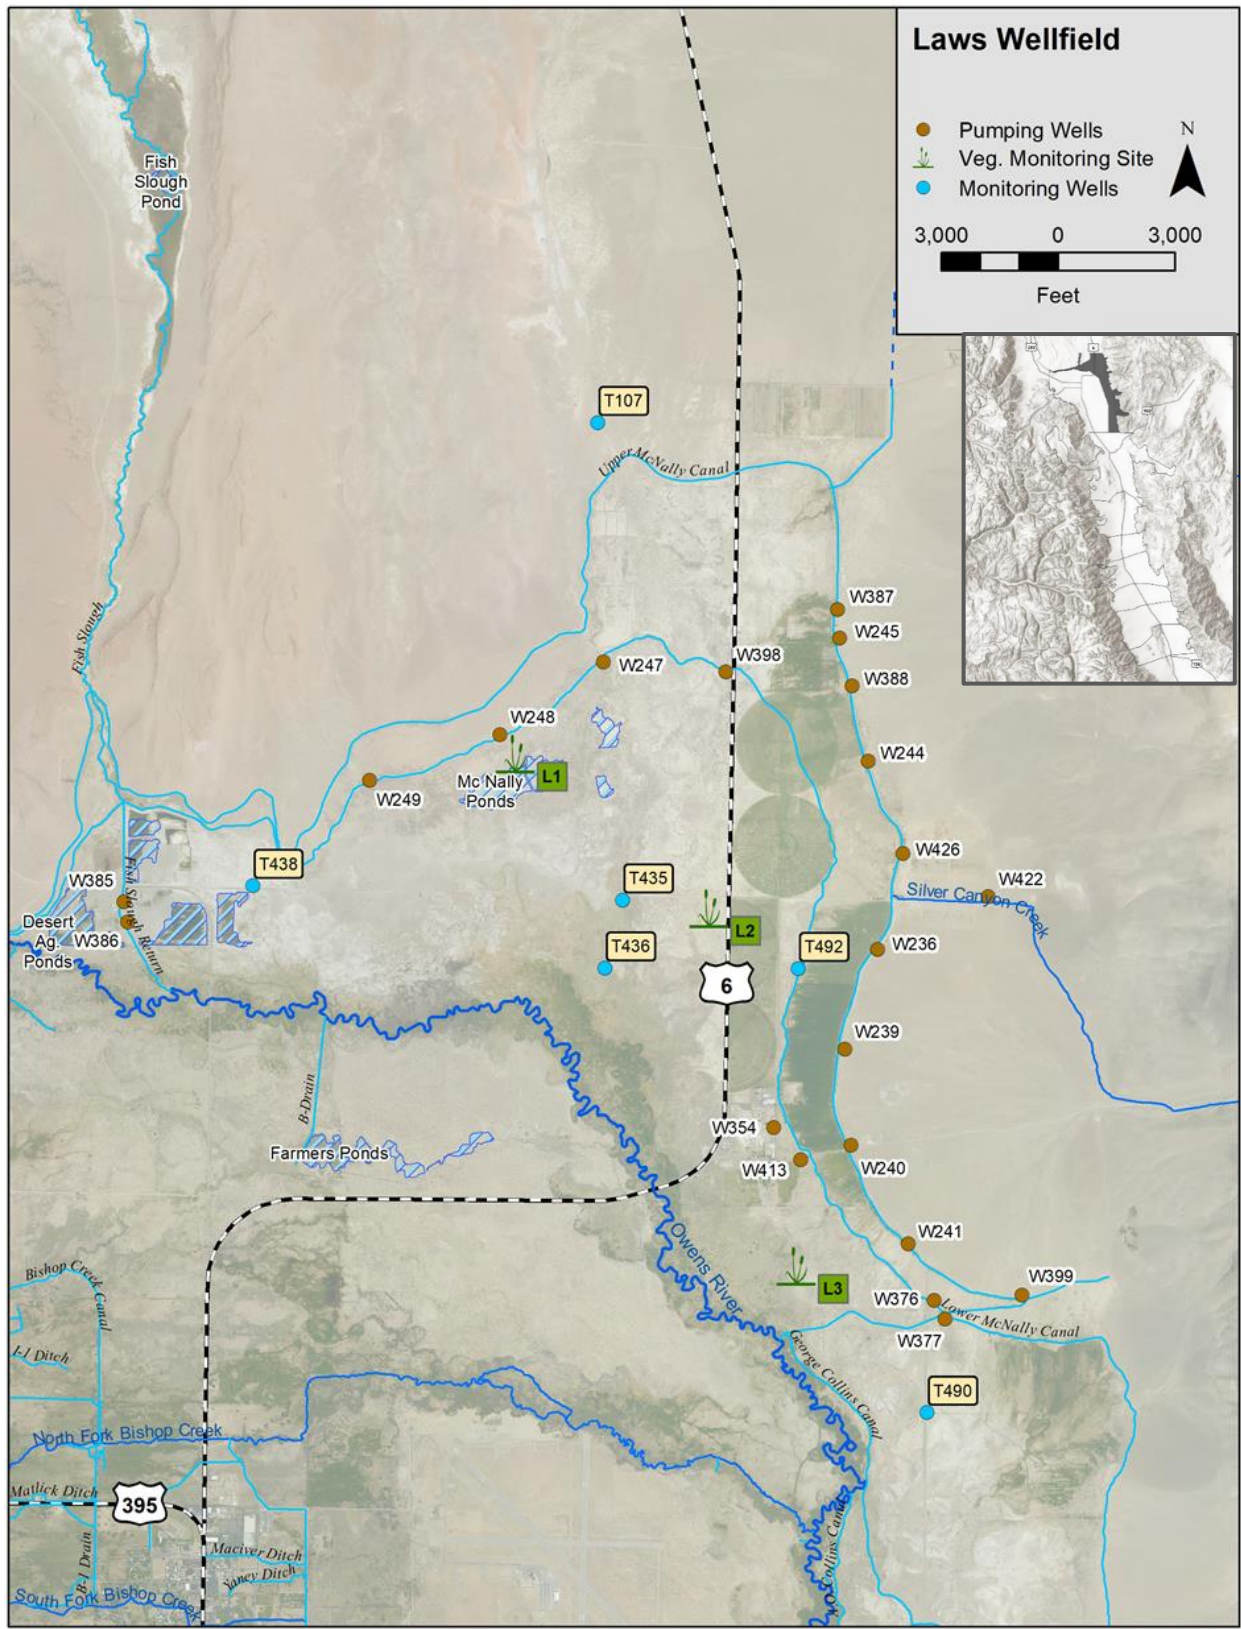 Laws Wellfield
Pumping Wells
Veg. Monitoring Site
Monitoring Wells
N
3,000 0 3,000
Feet
Fish
Slough
Pond
T107
Upper McNally Canal
W387
W245
Fish Slough
W247
W398
W388
W248
W244
L1
Mc Nally
Ponds
W249
W426
T438
Fish Slough Return
W385
T435
W422
Silver Canyon Creek
Desert
Ag.
Ponds
W386
L2
T436
T492
W236
6
W239
B-Drain
W354
Farmers Ponds
W413
W240
W241
Owens River
Bishop Creek Canal
L3
W399
W376
Lower McNally Canal
W377
I-I Ditch
George Collins Canal
T490
North Fork Bishop Creek
Matlick Ditch
395
Collins Canal
B-1 Drain
Maciver Ditch
Yaney Ditch
South Fork Bishop Creek